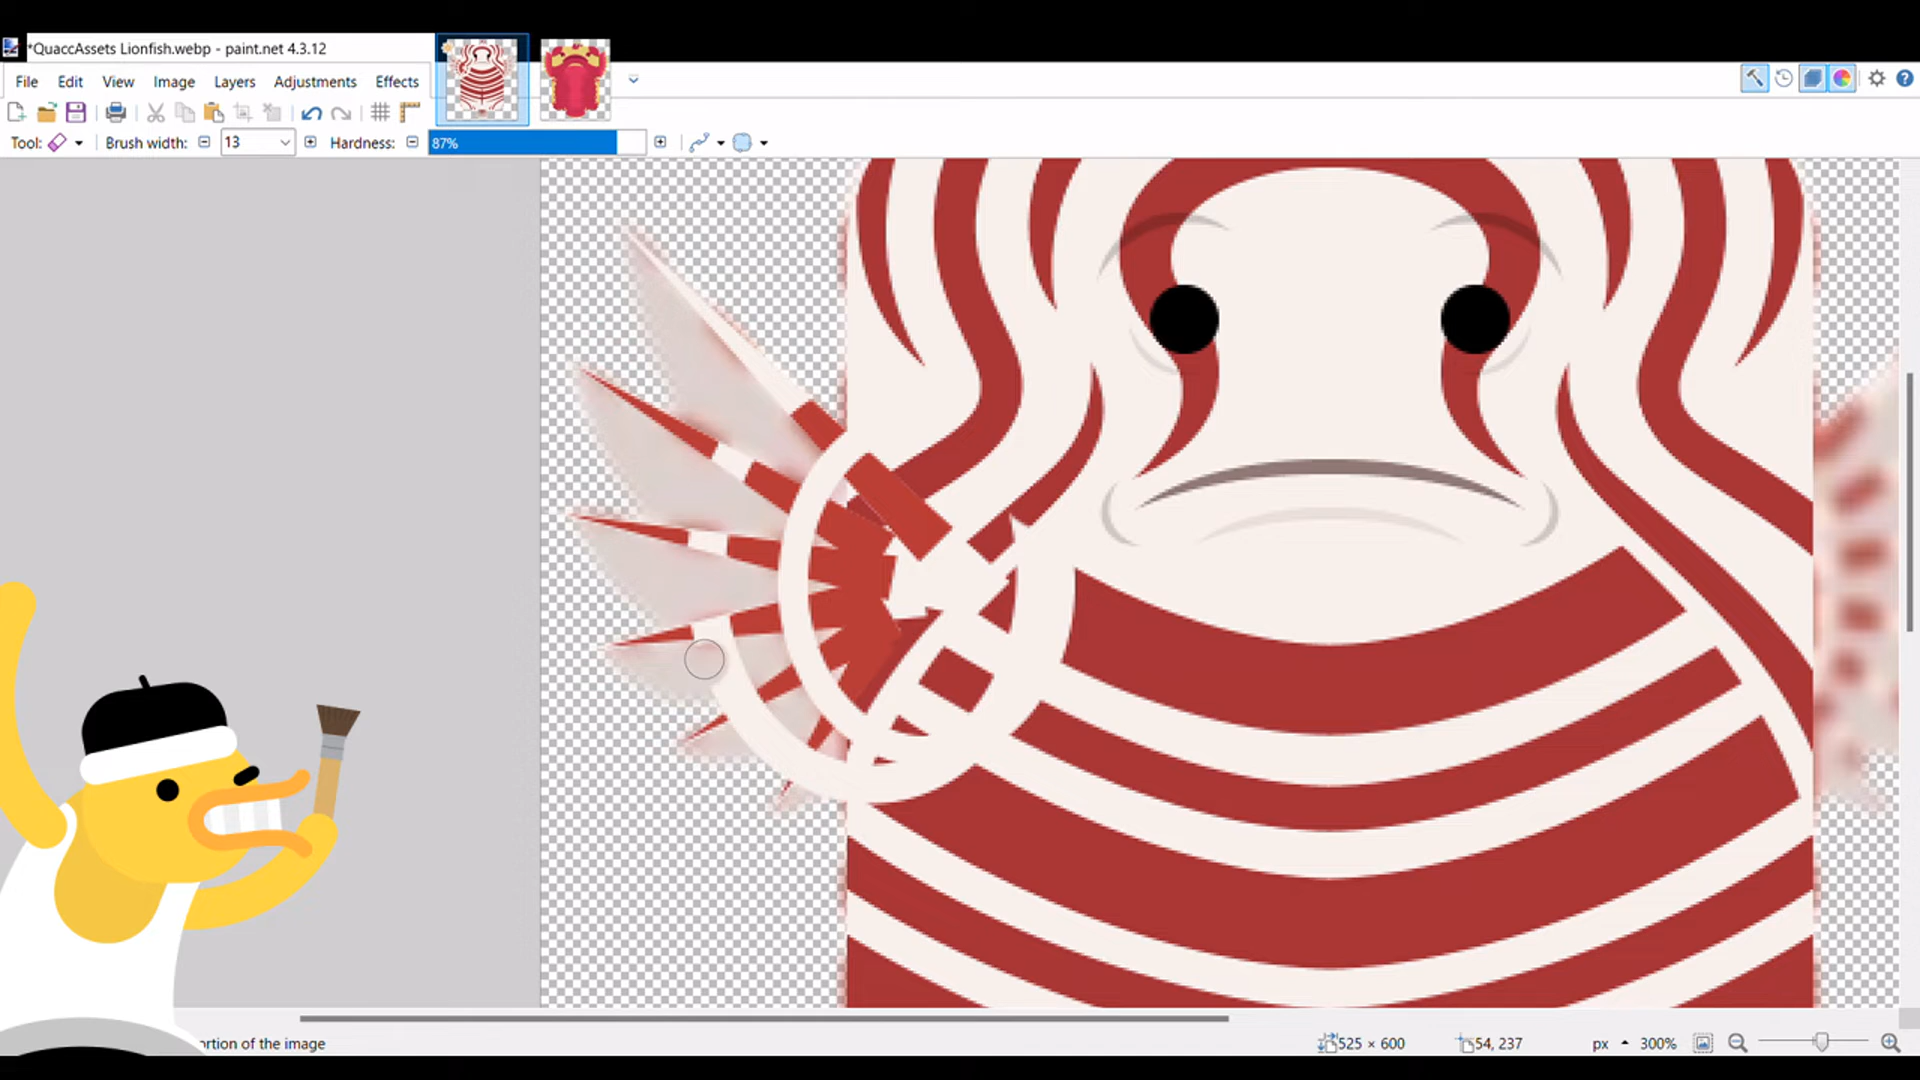 *QuaccAssets Lionfish.webp - paint.net 4.3.12
File Edit View Image Layers Adjustments Effects
Tool: Brush width: 13 Hardness: 87%
ortion of the image 525 × 600 54, 237 px 300%